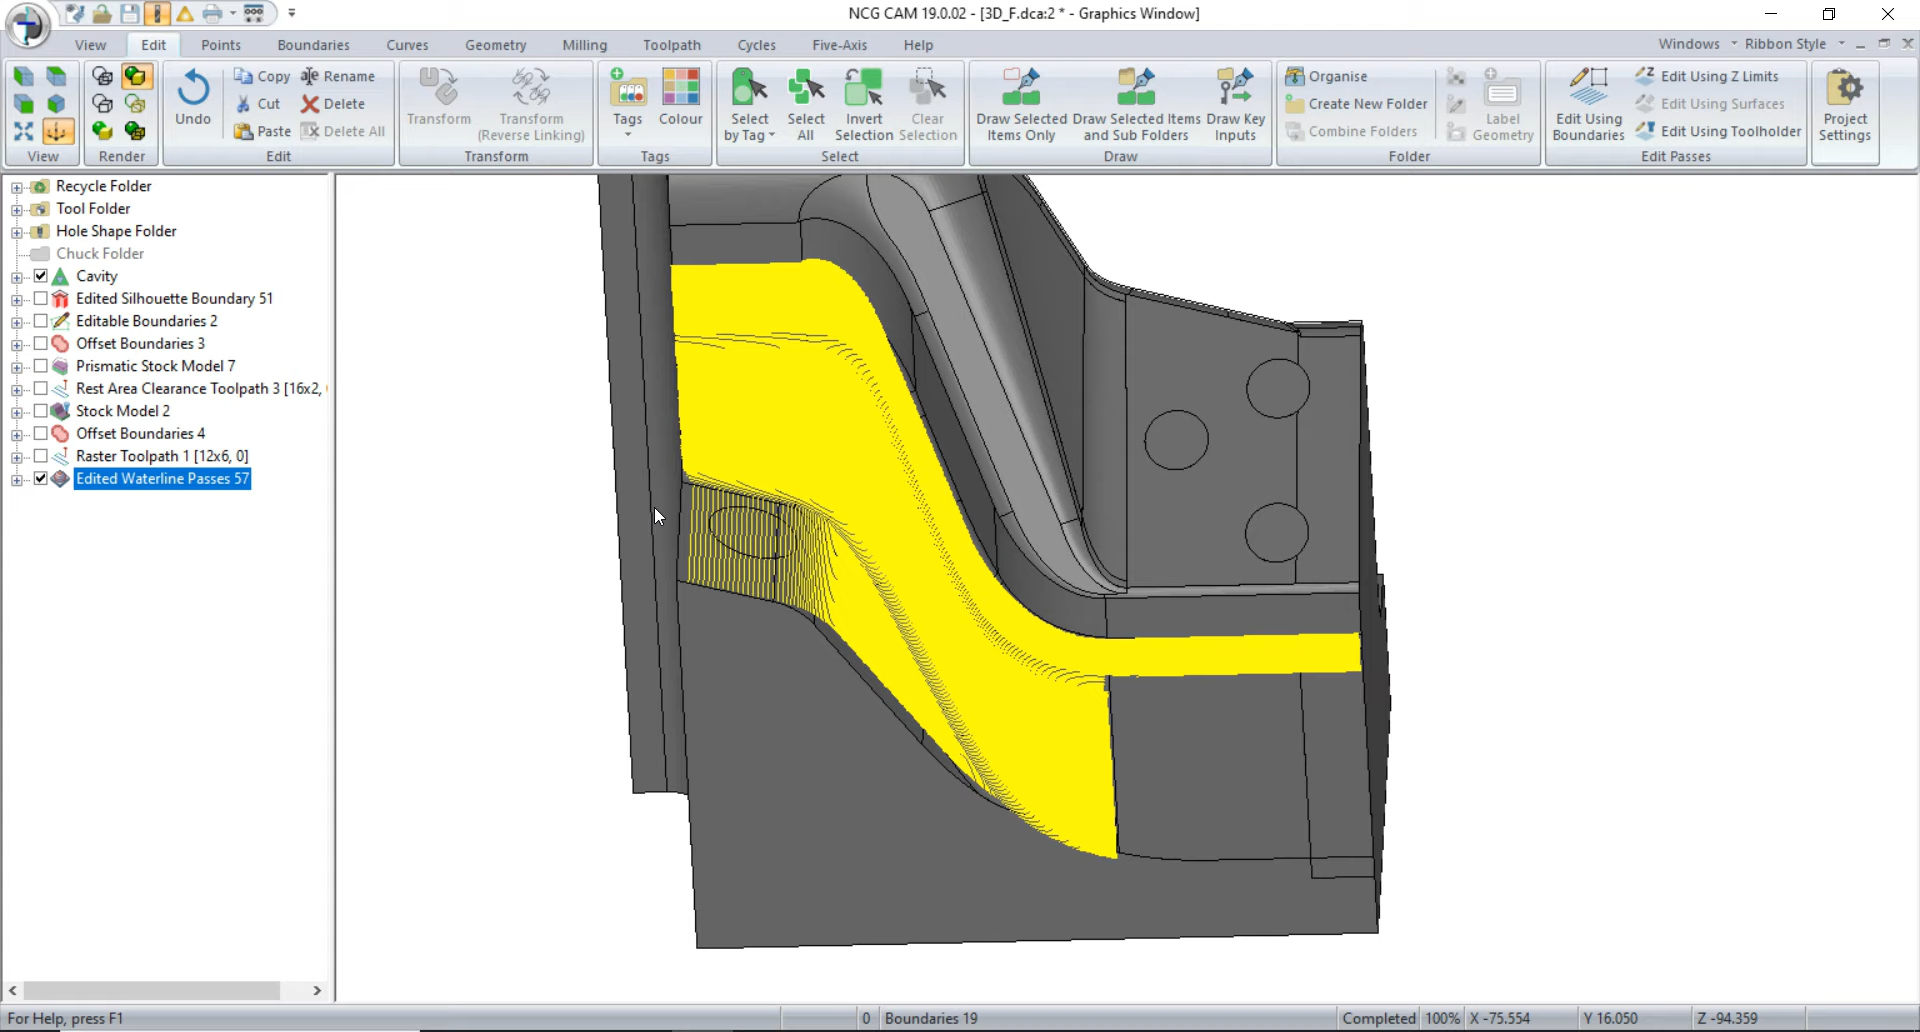 NCG CAM 19.0.02 - [3D_F.dca:2 * - Graphics Window]
View Edit Points Boundaries Curves Geometry Milling Toolpath Cycles Five-Axis Help Windows Ribbon Style
Undo
Copy
Rename
Cut
Delete
Paste
Delete All
Transform
Transform
(Reverse Linking)
Tags
Colour
Select
by Tag
Select
All
Invert
Selection
Clear
Selection
Draw Selected
Items Only
Draw Selected Items
and Sub Folders
Draw Key
Inputs
Organise
Create New Folder
Combine Folders
Label
Geometry
Edit Using
Boundaries
Edit Using Z Limits
Edit Using Surfaces
Edit Using Toolholder
Project
Settings
View Render Edit Transform Tags Select Draw Folder Edit Passes
Recycle Folder
Tool Folder
Hole Shape Folder
Chuck Folder
Cavity
Edited Silhouette Boundary 51
Editable Boundaries 2
Offset Boundaries 3
Prismatic Stock Model 7
Rest Area Clearance Toolpath 3 [16x2,
Stock Model 2
Offset Boundaries 4
Raster Toolpath 1 [12x6, 0]
Edited Waterline Passes 57
For Help, press F1 0 Boundaries 19 Completed 100% X -75.554 Y 16.050 Z -94.359